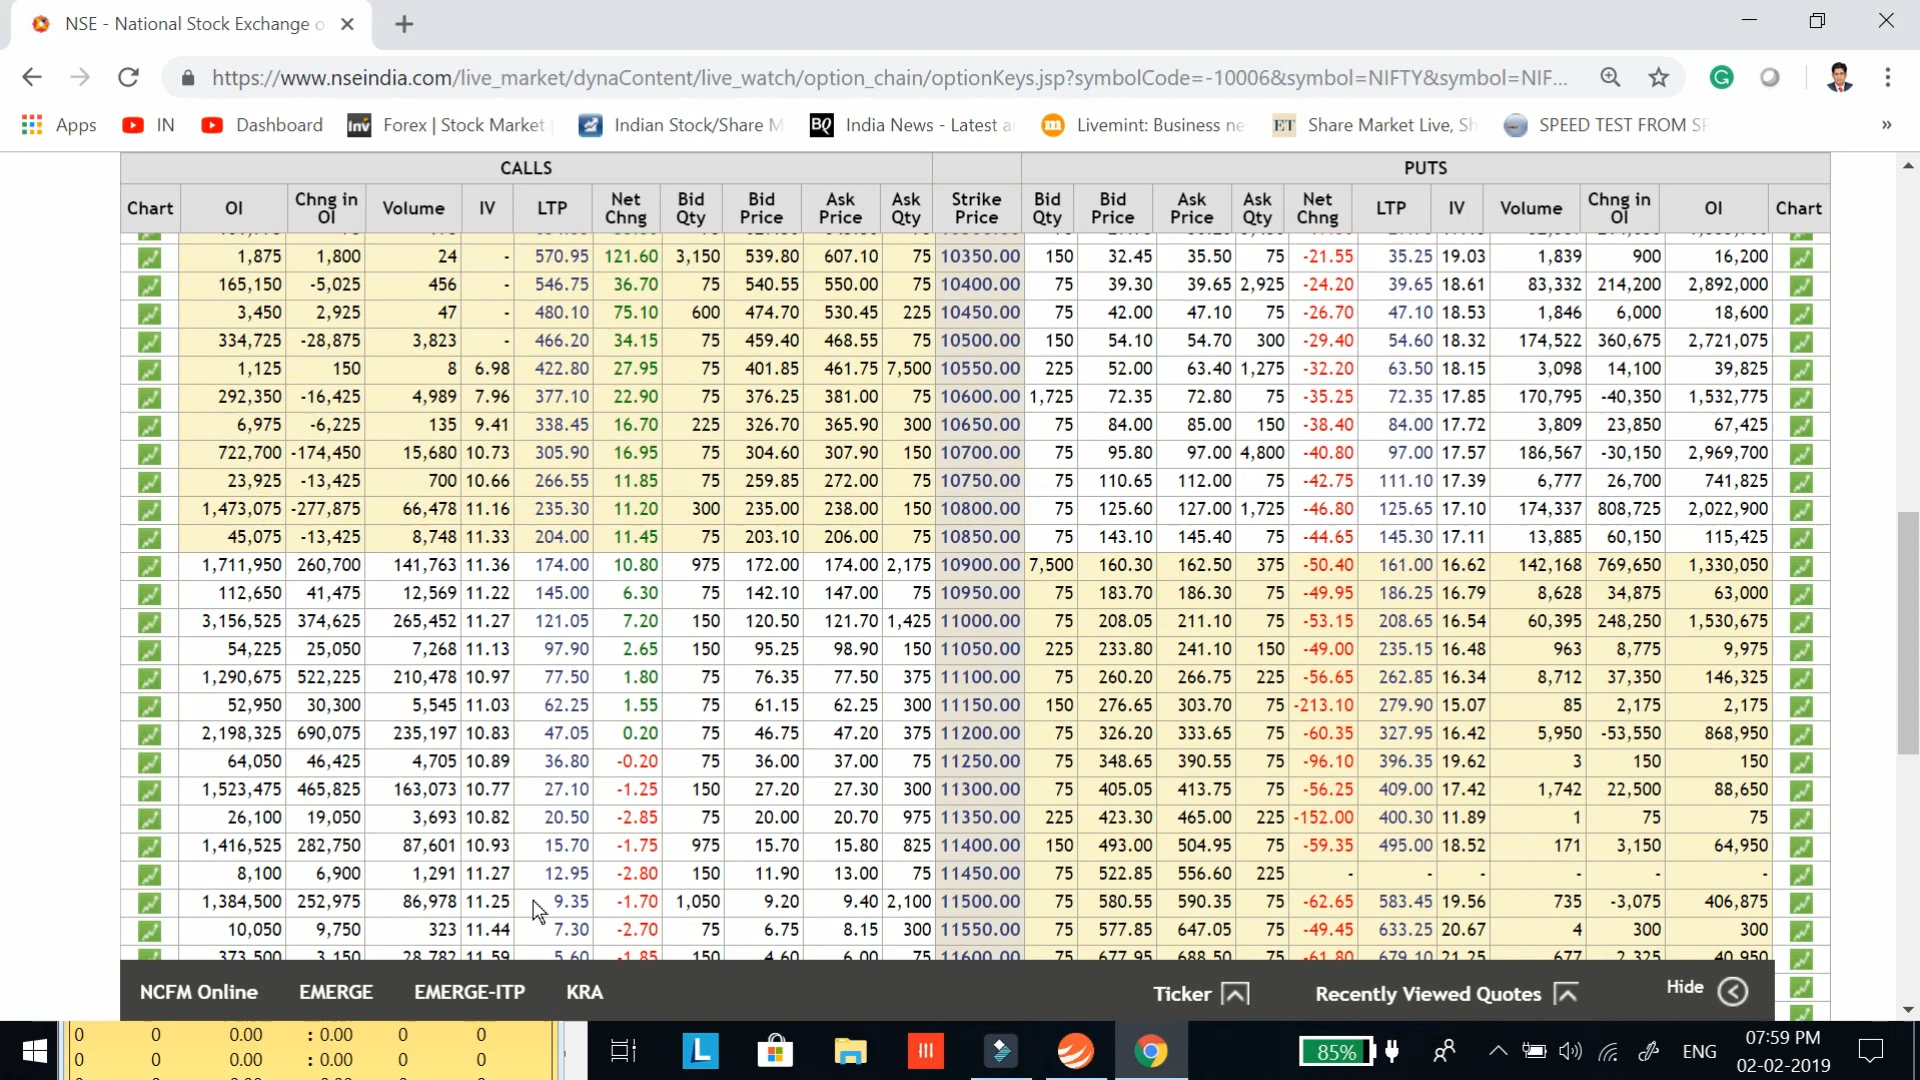 NSE - National Stock Exchange o
https://www.nseindia.com/live_market/dynaContent/live_watch/option_chain/optionKeys.jsp?symbolCode=-10006&symbol=NIFTY&symbol=NIF...
Apps IN Dashboard Forex | Stock Market Indian Stock/Share M BQ India News - Latest a Livemint: Business ne ET Share Market Live, Sh SPEED TEST FROM SP »
CALLS PUTS
Chart OI Chng in OI Volume IV LTP Net Chng Bid Qty Bid Price Ask Price Ask Qty Strike Price Bid Qty Bid Price Ask Price Ask Qty Net Chng LTP IV Volume Chng in OI OI Chart
1,875 1,800 24 - 570.95 121.60 3,150 539.80 607.10 75 10350.00 150 32.45 35.50 75 -21.55 35.25 19.03 1,839 900 16,200
165,150 -5,025 456 - 546.75 36.70 75 540.55 550.00 75 10400.00 75 39.30 39.65 2,925 -24.20 39.65 18.61 83,332 214,200 2,892,000
3,450 2,925 47 - 480.10 75.10 600 474.70 530.45 225 10450.00 75 42.00 47.10 75 -26.70 47.10 18.53 1,846 6,000 18,600
334,725 -28,875 3,823 - 466.20 34.15 75 459.40 468.55 75 10500.00 150 54.10 54.70 300 -29.40 54.60 18.32 174,522 360,675 2,721,075
1,125 150 8 6.98 422.80 27.95 75 401.85 461.75 7,500 10550.00 225 52.00 63.40 1,275 -32.20 63.50 18.15 3,098 14,100 39,825
292,350 -16,425 4,989 7.96 377.10 22.90 75 376.25 381.00 75 10600.00 1,725 72.35 72.80 75 -35.25 72.35 17.85 170,795 -40,350 1,532,775
6,975 -6,225 135 9.41 338.45 16.70 225 326.70 365.90 300 10650.00 75 84.00 85.00 150 -38.40 84.00 17.72 3,809 23,850 67,425
722,700 -174,450 15,680 10.73 305.90 16.95 75 304.60 307.90 150 10700.00 75 95.80 97.00 4,800 -40.80 97.00 17.57 186,567 -30,150 2,969,700
23,925 -13,425 700 10.66 266.55 11.85 75 259.85 272.00 75 10750.00 75 110.65 112.00 75 -42.75 111.10 17.39 6,777 26,700 741,825
1,473,075 -277,875 66,478 11.16 235.30 11.20 300 235.00 238.00 150 10800.00 75 125.60 127.00 1,725 -46.80 125.65 17.10 174,337 808,725 2,022,900
45,075 -13,425 8,748 11.33 204.00 11.45 75 203.10 206.00 75 10850.00 75 143.10 145.40 75 -44.65 145.30 17.11 13,885 60,150 115,425
1,711,950 260,700 141,763 11.36 174.00 10.80 975 172.00 174.00 2,175 10900.00 7,500 160.30 162.50 375 -50.40 161.00 16.62 142,168 769,650 1,330,050
112,650 41,475 12,569 11.22 145.00 6.30 75 142.10 147.00 75 10950.00 75 183.70 186.30 75 -49.95 186.25 16.79 8,628 34,875 63,000
3,156,525 374,625 265,452 11.27 121.05 7.20 150 120.50 121.70 1,425 11000.00 75 208.05 211.10 75 -53.15 208.65 16.54 60,395 248,250 1,530,675
54,225 25,050 7,268 11.13 97.90 2.65 150 95.25 98.90 150 11050.00 225 233.80 241.10 150 -49.00 235.15 16.48 963 8,775 9,975
1,290,675 522,225 210,478 10.97 77.50 1.80 75 76.35 77.50 375 11100.00 75 260.20 266.75 225 -56.65 262.85 16.34 8,712 37,350 146,325
52,950 30,300 5,545 11.03 62.25 1.55 75 61.15 62.25 300 11150.00 150 276.65 303.70 75 -213.10 279.90 15.07 85 2,175 2,175
2,198,325 690,075 235,197 10.83 47.05 0.20 75 46.75 47.20 375 11200.00 75 326.20 333.65 75 -60.35 327.95 16.42 5,950 -53,550 868,950
64,050 46,425 4,705 10.89 36.80 -0.20 75 36.00 37.00 75 11250.00 75 348.65 390.55 75 -96.10 396.35 19.62 3 150 150
1,523,475 465,825 163,073 10.77 27.10 -1.25 150 27.20 27.30 300 11300.00 75 405.05 413.75 75 -56.25 409.00 17.42 1,742 22,500 88,650
26,100 19,050 3,693 10.82 20.50 -2.85 75 20.00 20.70 975 11350.00 225 423.30 465.00 225 -152.00 400.30 11.89 1 75 75
1,416,525 282,750 87,601 10.93 15.70 -1.75 975 15.70 15.80 825 11400.00 150 493.00 504.95 75 -59.35 495.00 18.52 171 3,150 64,950
8,100 6,900 1,291 11.27 12.95 -2.80 150 11.90 13.00 75 11450.00 75 522.85 556.60 225 - - - - - -
1,384,500 252,975 86,978 11.25 9.35 -1.70 1,050 9.20 9.40 2,100 11500.00 75 580.55 590.35 75 -62.65 583.45 19.56 735 -3,075 406,875
10,050 9,750 323 11.44 7.30 -2.70 75 6.75 8.15 300 11550.00 75 577.85 647.05 75 -49.45 633.25 20.67 4 300 300
373,500 3,150 28,782 11.59 5.60 -1.85 150 4.60 6.00 75 11600.00 75 677.95 688.50 75 -61.80 679.10 21.25 677 2,325 40,950
NCFM Online EMERGE EMERGE-ITP KRA Ticker Recently Viewed Quotes Hide
0 0 0.00 : 0.00 0 0
0 0 0.00 : 0.00 0 0
85% ENG 07:59 PM
02-02-2019